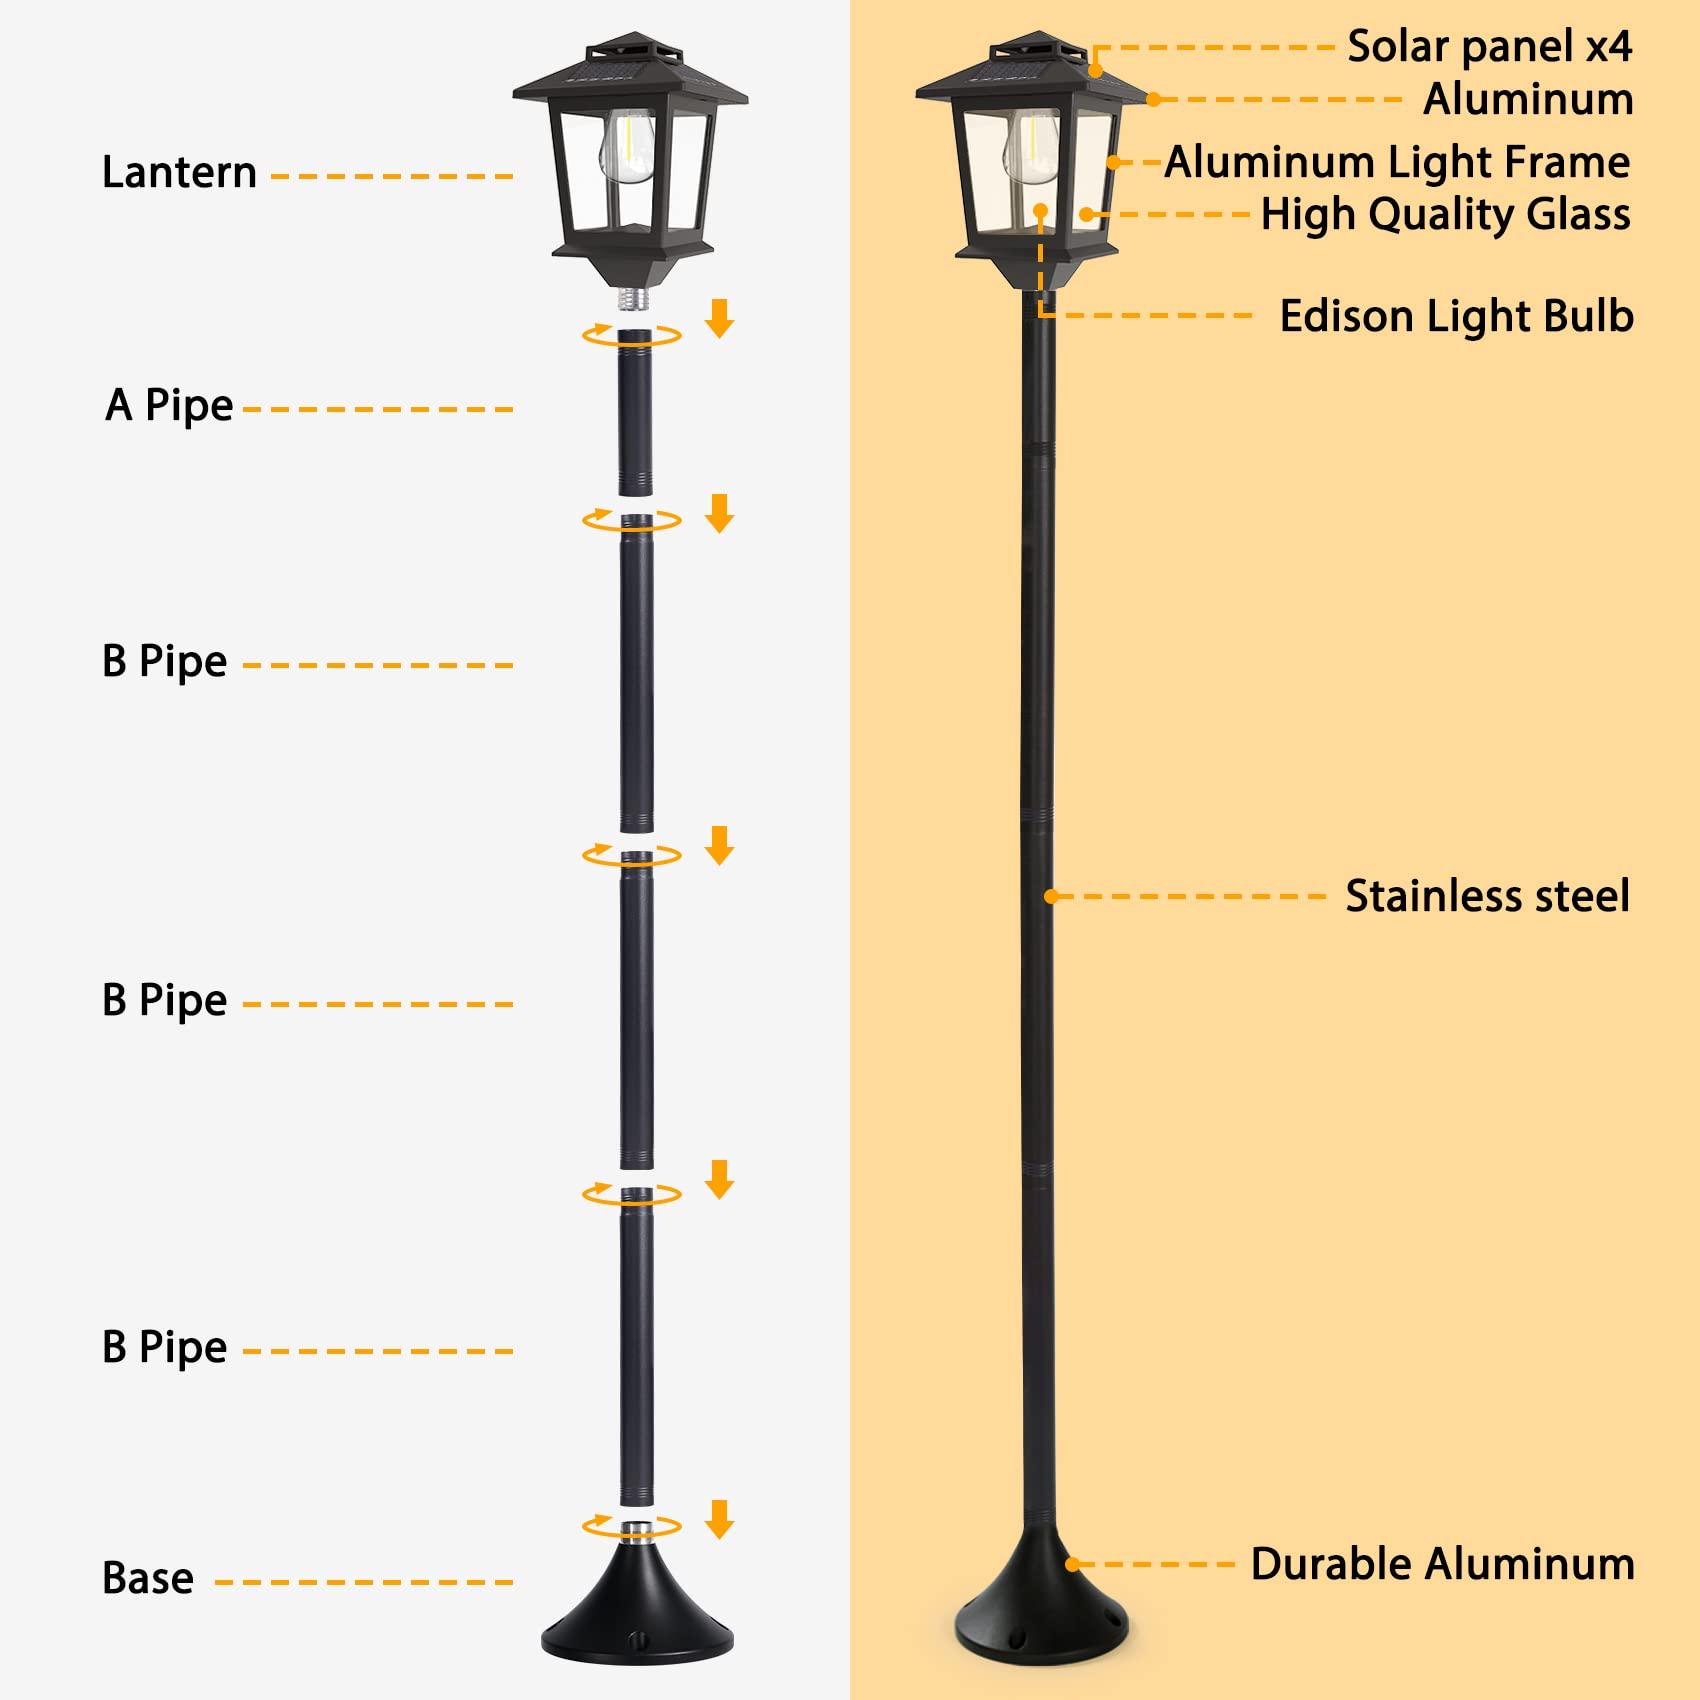 Lantern
A Pipe
B Pipe
B Pipe
B Pipe
Base
Solar panel x4
Aluminum
Aluminum Light Frame
High Quality Glass
Edison Light Bulb
Stainless steel
Durable Aluminum